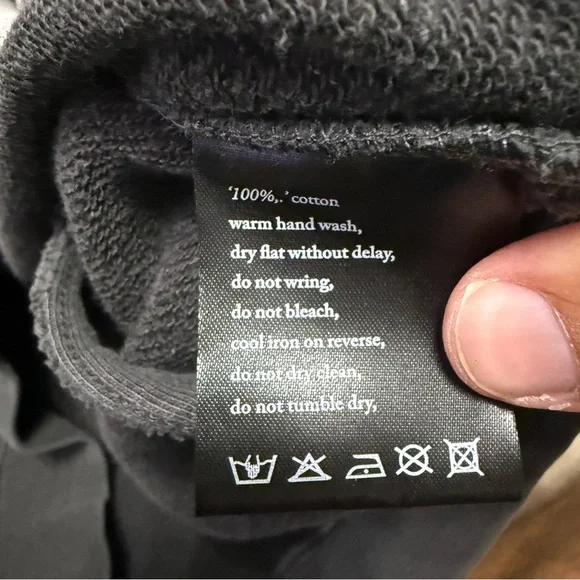 ‘100%,.’ cotton
warm hand wash,
dry flat without delay,
do not wring,
do not bleach,
cool iron on reverse,
do not dry clean,
do not tumble dry,